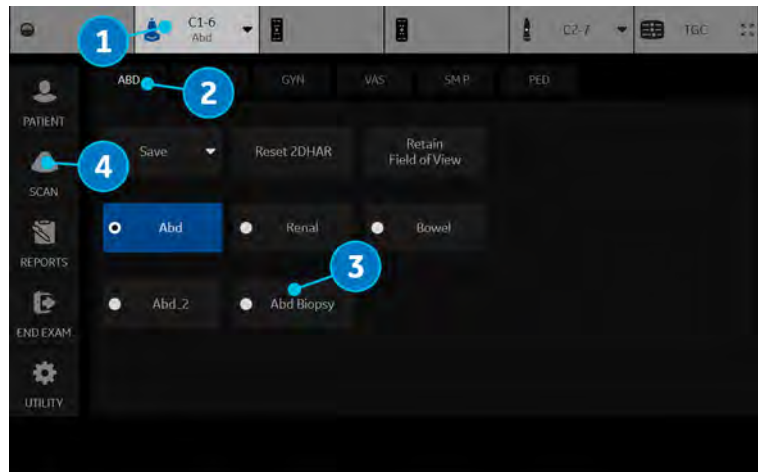 C1-6
Abd
C2-7
TGC
1
ABD
2
GYN
VAS
SM P
PED
PATIENT
4
Save
Reset 2DHAR
Retain
Field of View
SCAN
Abd
Renal
Bowel
REPORTS
3
Abd_2
Abd Biopsy
END EXAM
UTILITY